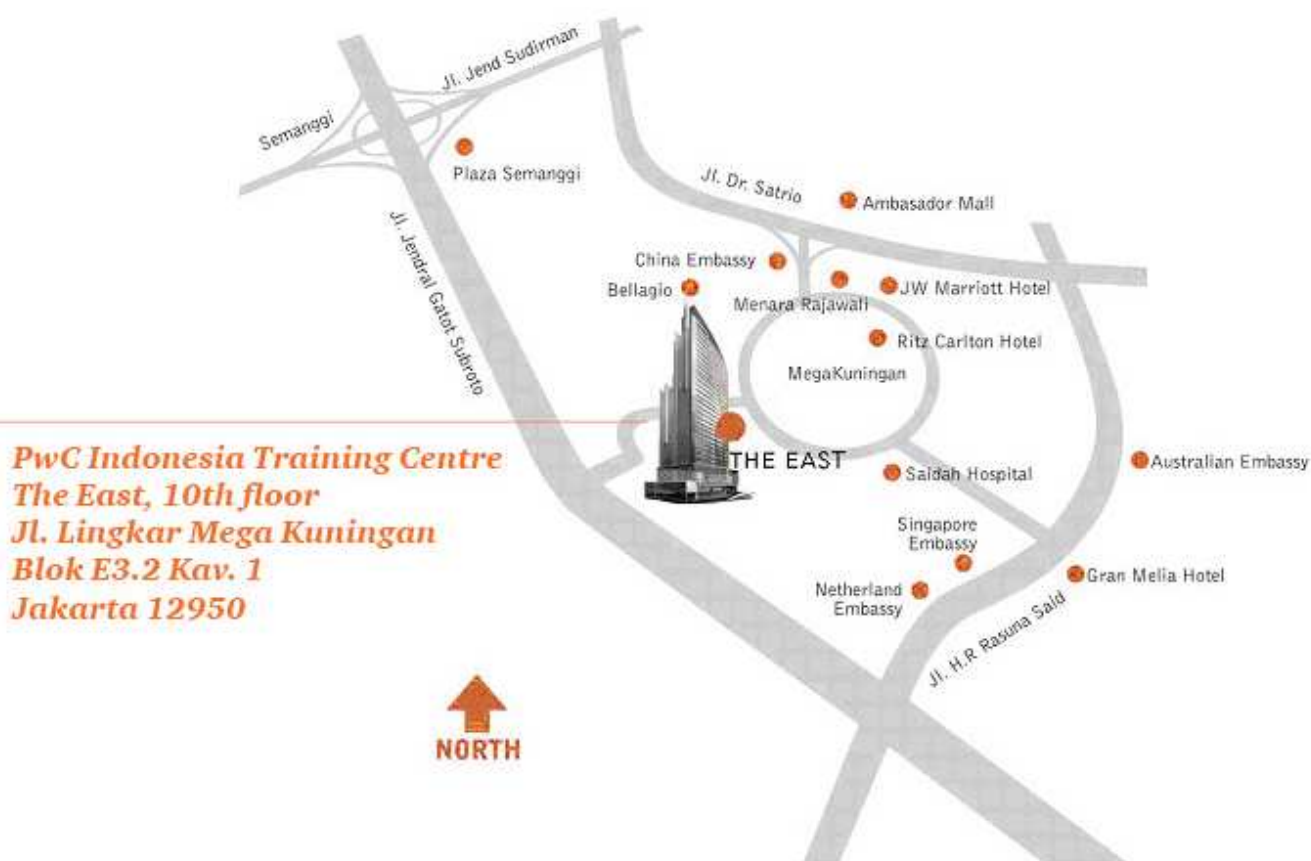 Jl. Jend Sudirman
Semanggi
Plaza Semanggi
Jl. Dr. Satrio
Ambasador Mall
Jl. Jendral Gatot Subroto
China Embassy
Bellagio
Menara Rajawali
JW Marriott Hotel
Ritz Carlton Hotel
MegaKuningan
PwC Indonesia Training Centre
The East, 10th floor
Jl. Lingkar Mega Kuningan
Blok E3.2 Kav. 1
Jakarta 12950
THE EAST
Saidah Hospital
Australian Embassy
Singapore
Embassy
Netherland
Embassy
Gran Melia Hotel
Jl. H.R Rasuna Said
NORTH